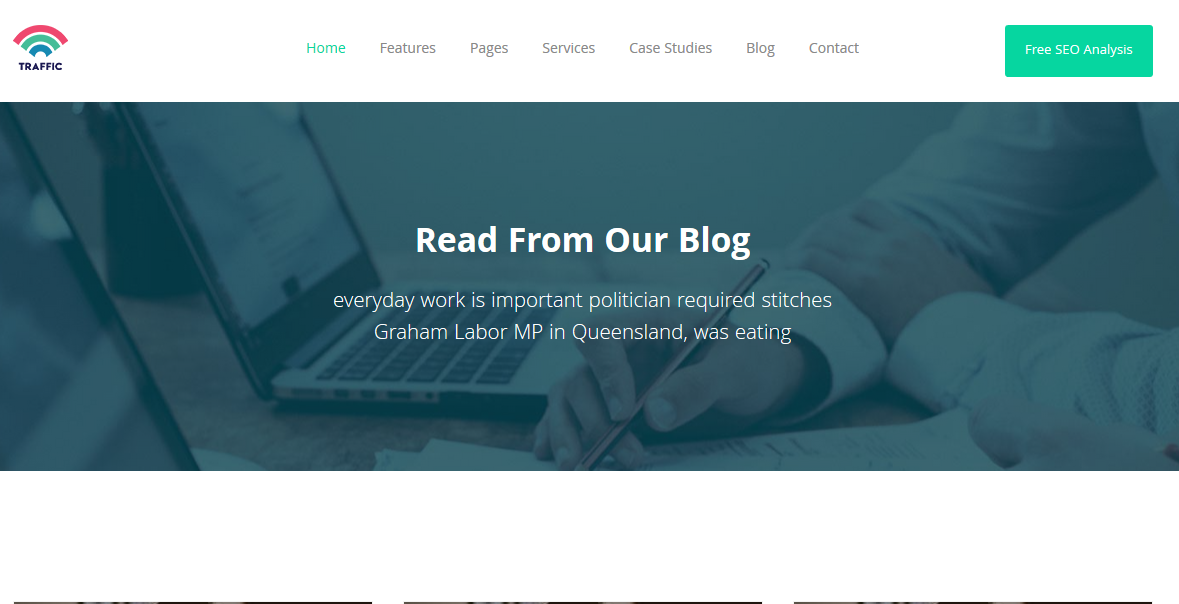 TRAFFIC
Home Features Pages Services Case Studies Blog Contact
Free SEO Analysis
Read From Our Blog
everyday work is important politician required stitches
Graham Labor MP in Queensland, was eating